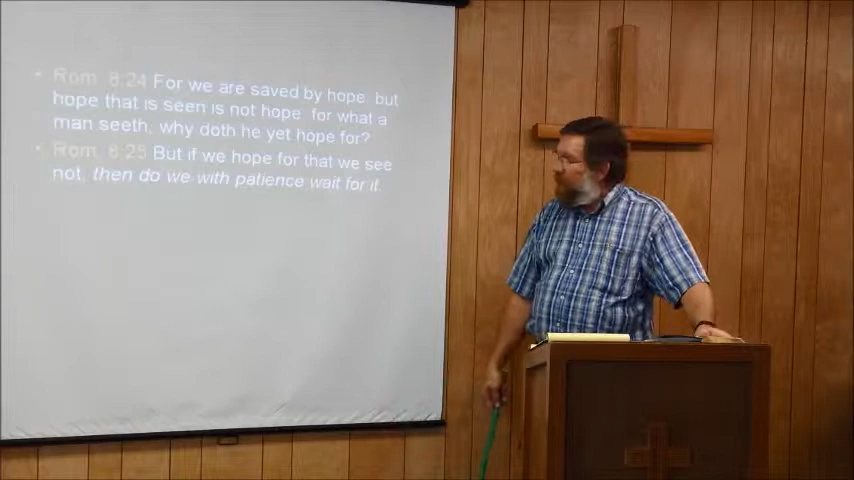 • Rom 8:24 For we are saved by hope, but
hope that is seen is not hope for what a
man seeth, why doth he yet hope for?
• Rom 8:25 But if we hope for that we see
not, then do we with patience wait for it.